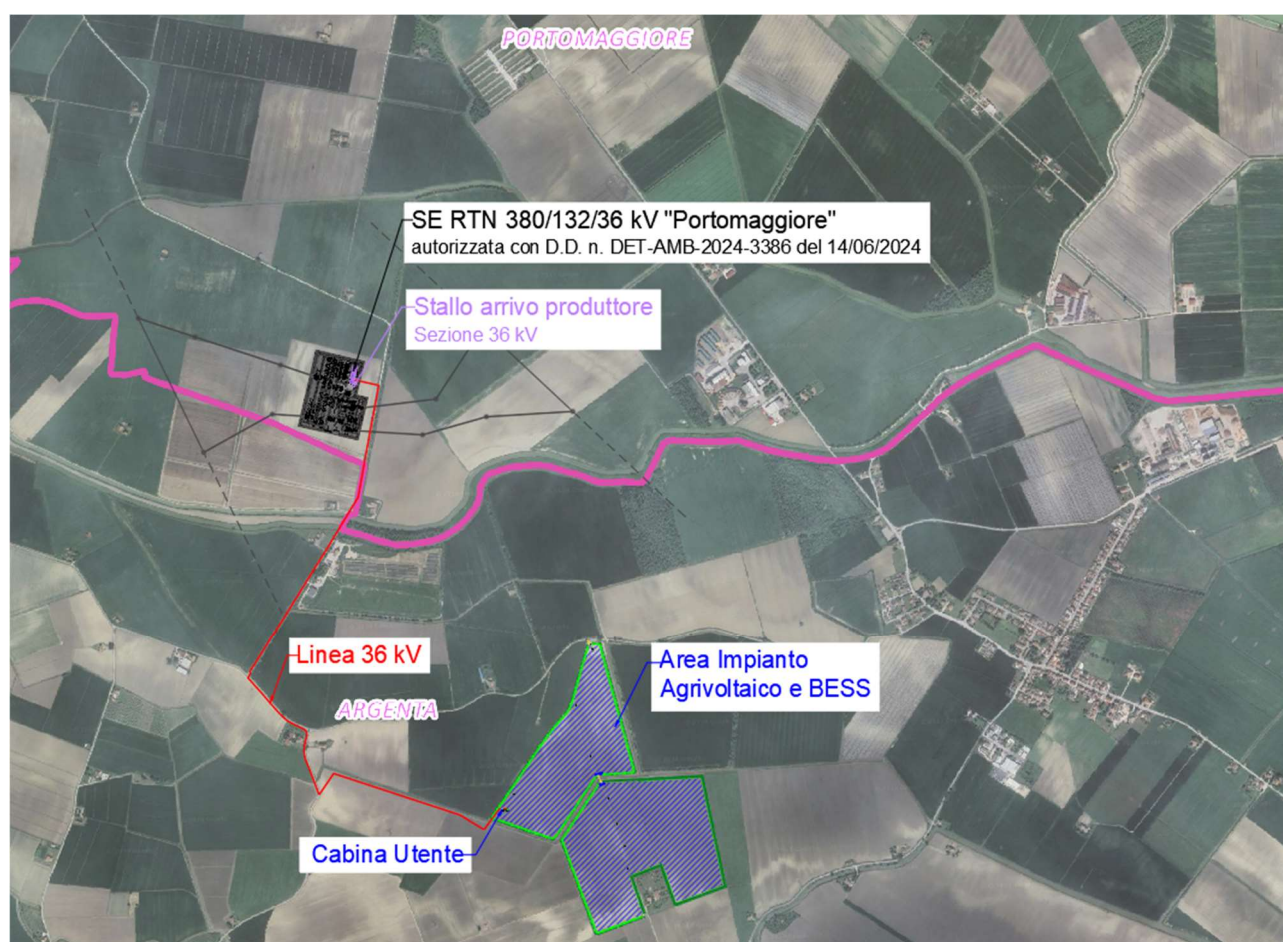 PORTOMAGGIORE
SE RTN 380/132/36 kV "Portomaggiore"
autorizzata con D.D. n. DET-AMB-2024-3386 del 14/06/2024
Stallo arrivo produttore
Sezione 36 kV
Linea 36 kV
Area Impianto
Agrivoltaico e BESS
ARGENTA
Cabina Utente